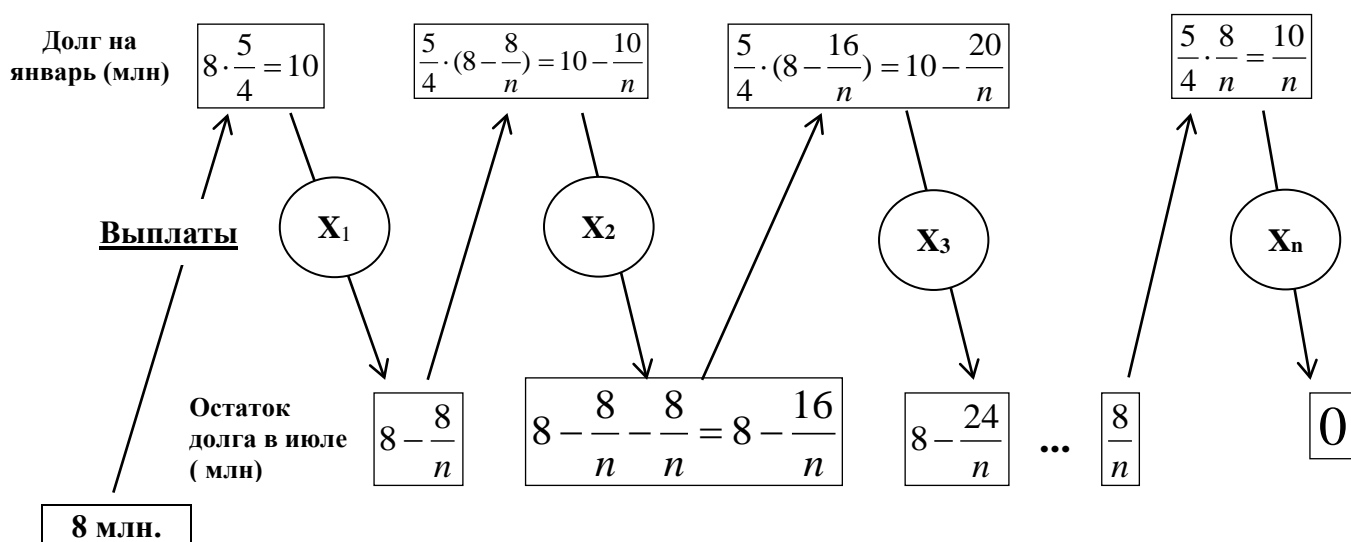 Долг на
январь (млн)
8 · 5/4 = 10
5/4 · (8 − 8/n) = 10 − 10/n
5/4 · (8 − 16/n) = 10 − 20/n
5/4 · 8/n = 10/n
Выплаты
X₁
X₂
X₃
Xₙ
Остаток
долга в июле
( млн)
8 − 8/n
8 − 8/n − 8/n = 8 − 16/n
8 − 24/n
...
8/n
0
8 млн.